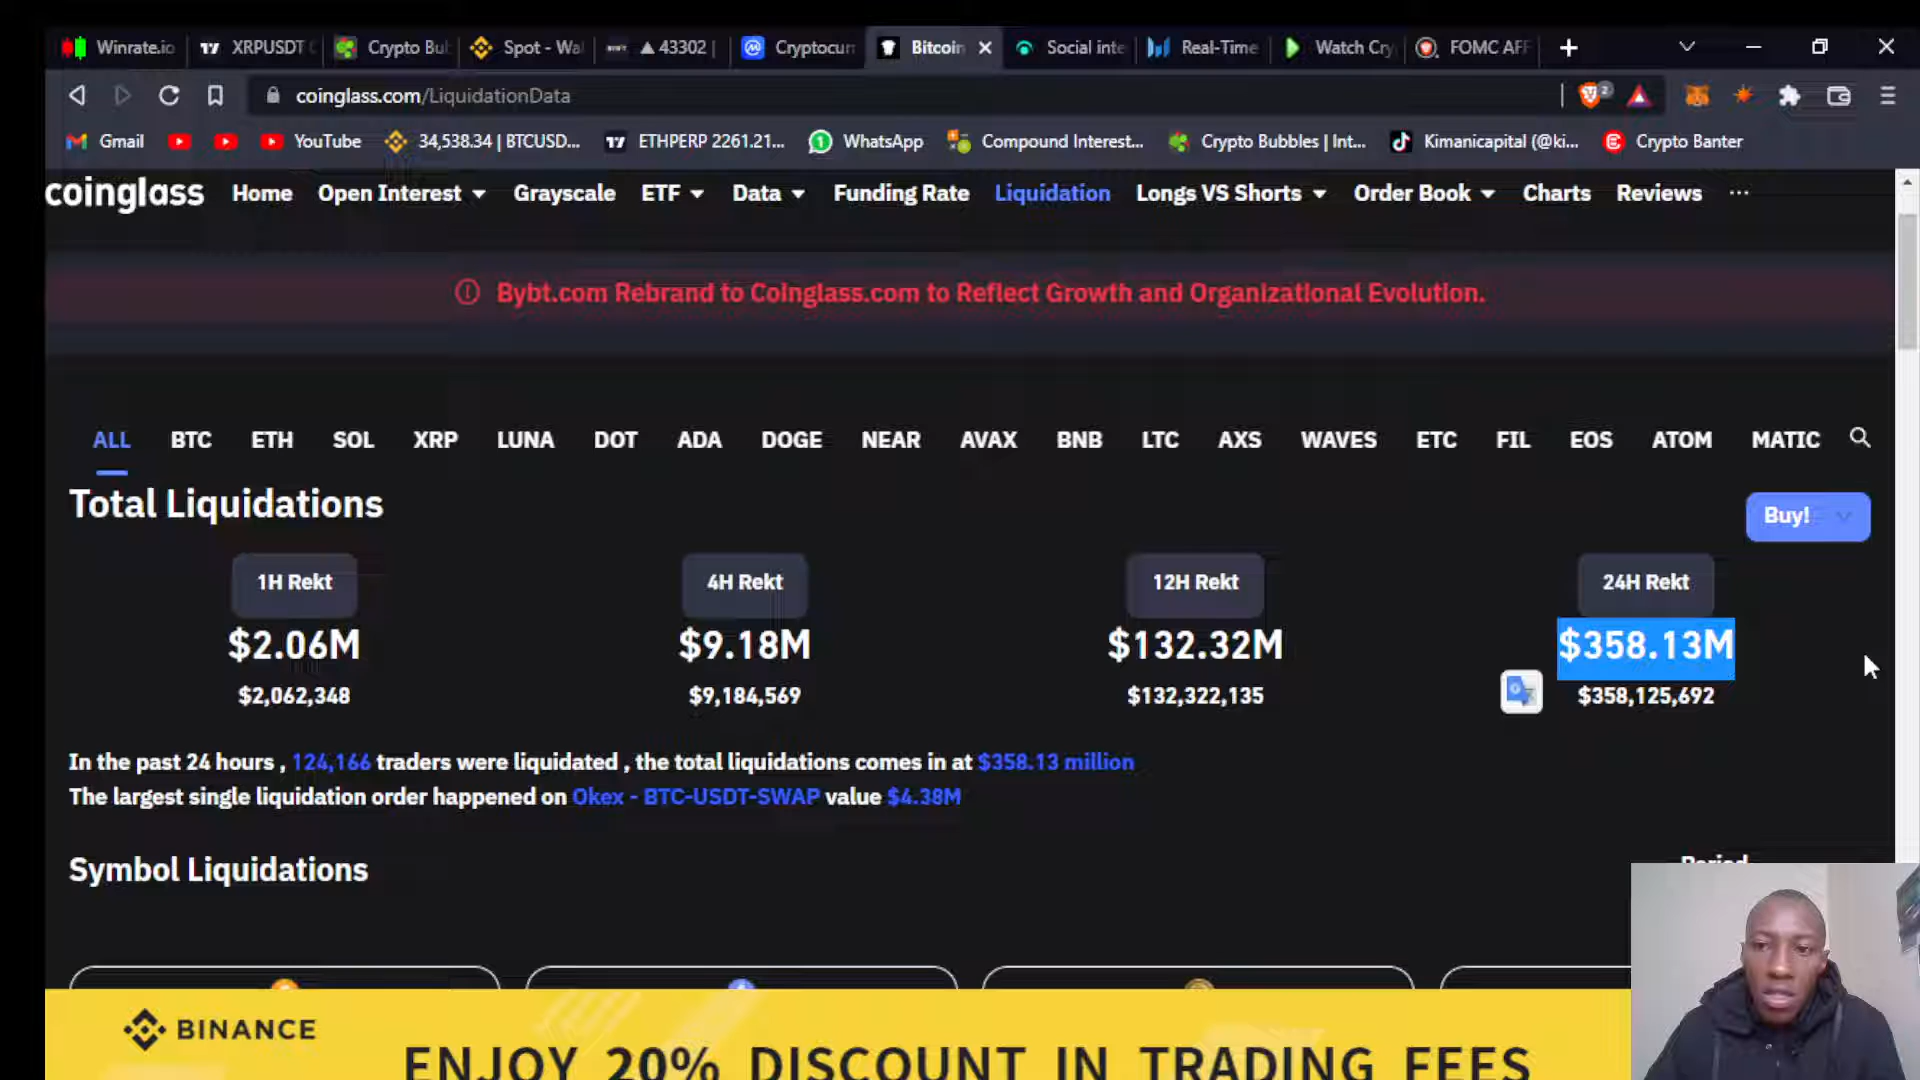 Winrate.io
XRPUSDT
Crypto Bu
Spot - Wa
▲ 43302 |
Cryptocur
Bitcoin
Social inte
Real-Time
Watch Cry
FOMC AFF
coinglass.com/LiquidationData
2
Gmail
YouTube
34,538.34 | BTCUSD...
ETHPERP 2261.21...
WhatsApp
Compound Interest...
Crypto Bubbles | Int...
Kimanicapital (@ki...
Crypto Banter
coinglass Home Open Interest Grayscale ETF Data Funding Rate Liquidation Longs VS Shorts Order Book Charts Reviews ...
Bybt.com Rebrand to Coinglass.com to Reflect Growth and Organizational Evolution.
ALL BTC ETH SOL XRP LUNA DOT ADA DOGE NEAR AVAX BNB LTC AXS WAVES ETC FIL EOS ATOM MATIC
Total Liquidations
Buy!
1H Rekt 4H Rekt 12H Rekt 24H Rekt
$2.06M $9.18M $132.32M $358.13M
$2,062,348 $9,184,569 $132,322,135 $358,125,692
In the past 24 hours , 124,166 traders were liquidated , the total liquidations comes in at $358.13 million
The largest single liquidation order happened on Okex - BTC-USDT-SWAP value $4.38M
Symbol Liquidations
Period
BINANCE
ENJOY 20% DISCOUNT IN TRADING FEES